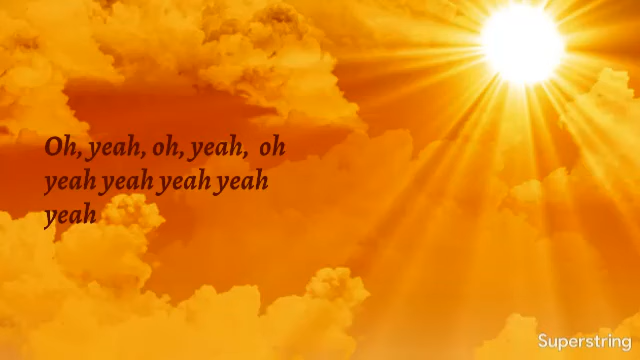 Oh, yeah, oh, yeah,  oh
yeah yeah yeah yeah
yeah
Superstring